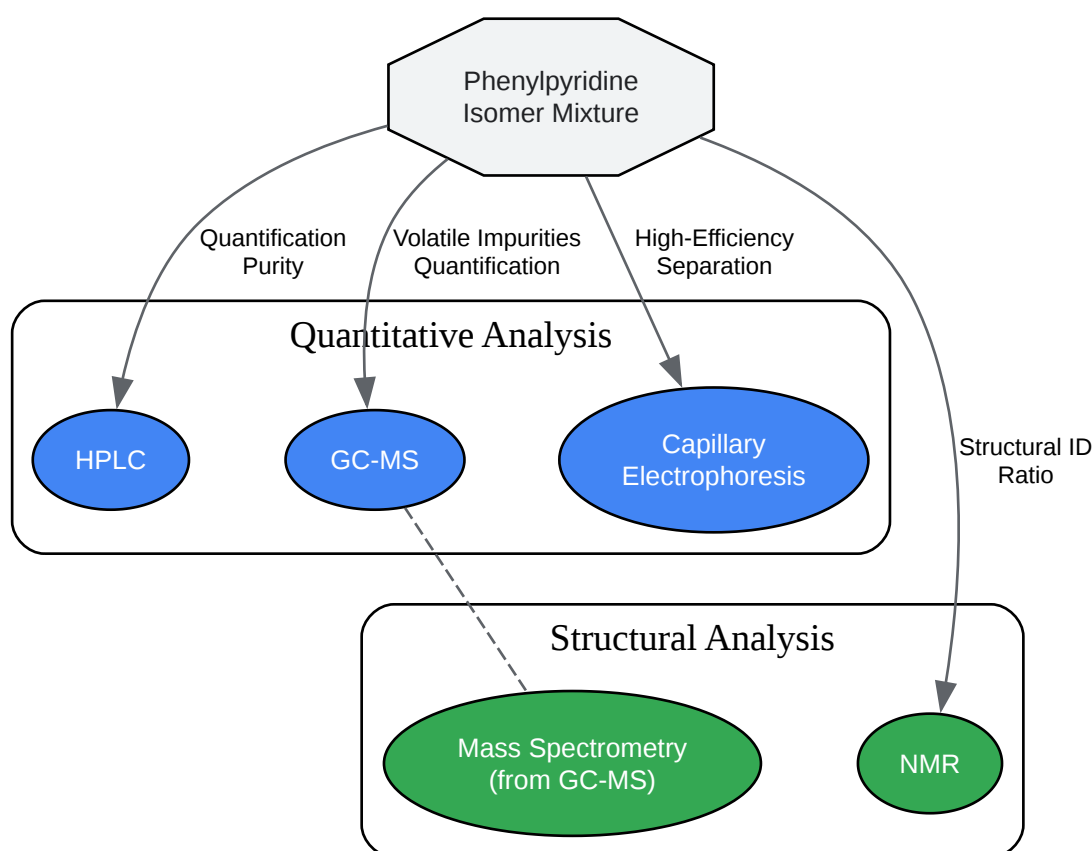 Phenylpyridine
Isomer Mixture
Quantification
Purity
Volatile Impurities
Quantification
High-Efficiency
Separation
Quantitative Analysis
HPLC
GC-MS
Capillary
Electrophoresis
Structural ID
Ratio
Structural Analysis
Mass Spectrometry
(from GC-MS)
NMR